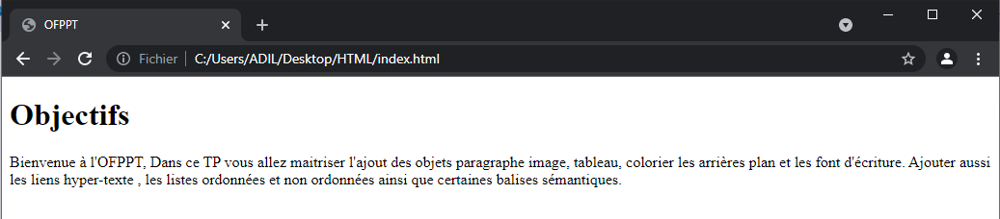 OFPPT
Fichier C:/Users/ADIL/Desktop/HTML/index.html
Objectifs
Bienvenue à l'OFPPT, Dans ce TP vous allez maitriser l'ajout des objets paragraphe image, tableau, colorier les arrières plan et les font d'écriture. Ajouter aussi
les liens hyper-texte , les listes ordonnées et non ordonnées ainsi que certaines balises sémantiques.